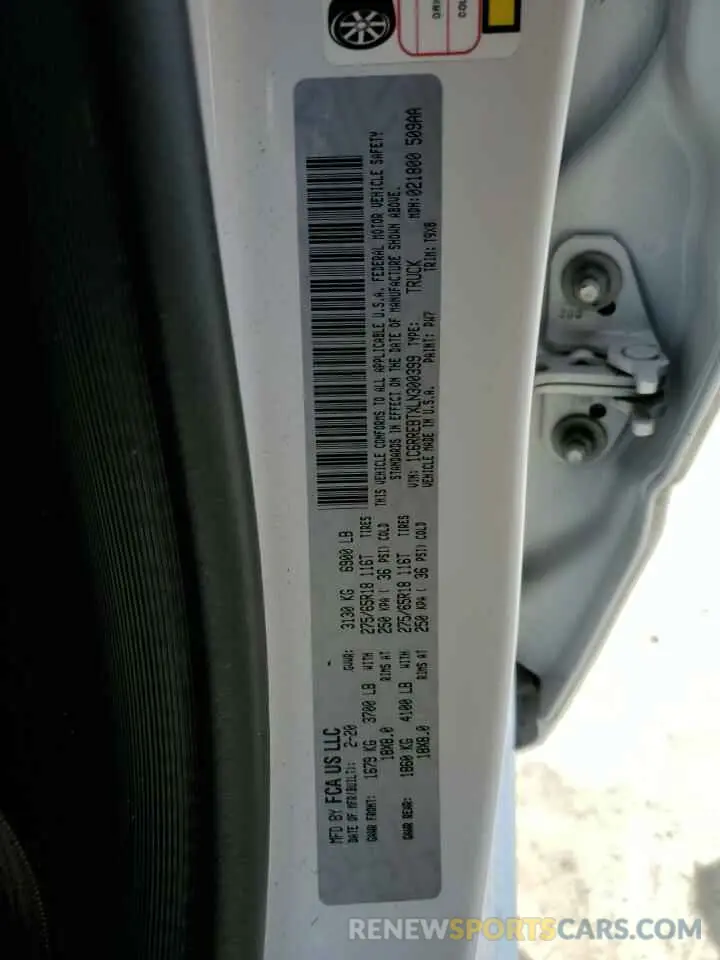 MFD BY FCA US LLC
DATE OF MFR(BUILT): 2-20 GVWR: 3130 KG 6900 LB
GAWR FRONT: 1679 KG 3700 LB WITH 275/65R18 116T TIRES
18X8.0 RIMS AT 250 KPA ( 36 PSI) COLD
GAWR REAR: 1860 KG 4100 LB WITH 275/65R18 116T TIRES
18X8.0 RIMS AT 250 KPA ( 36 PSI) COLD
THIS VEHICLE CONFORMS TO ALL APPLICABLE U.S.A. FEDERAL MOTOR VEHICLE SAFETY
STANDARDS IN EFFECT ON THE DATE OF MANUFACTURE SHOWN ABOVE.
VIN: 1C6RREBTXLN300399 TYPE: TRUCK MDH: 021800 509AA
VEHICLE MADE IN U.S.A. PAINT: PW7 TRIM: T9X8
RENEWSPORTSCARS.COM